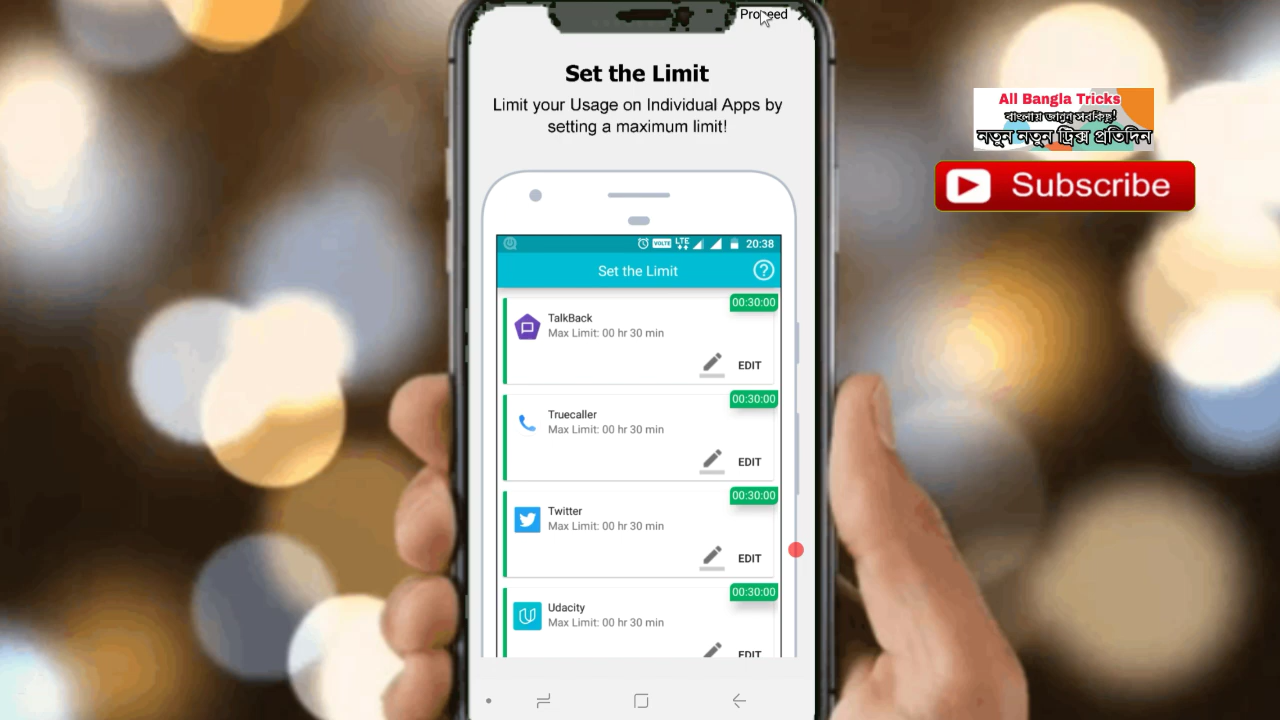 Proceed
Set the Limit
Limit your Usage on Individual Apps by
setting a maximum limit!
All Bangla Tricks
বাংলায় জানুন সবকিছু!
নতুন নতুন ট্রিক্স প্রতিদিন
Subscribe
VOLTE LTE 20:38
Set the Limit
?
00:30:00
TalkBack
Max Limit: 00 hr 30 min
EDIT
00:30:00
Truecaller
Max Limit: 00 hr 30 min
EDIT
00:30:00
Twitter
Max Limit: 00 hr 30 min
EDIT
00:30:00
Udacity
Max Limit: 00 hr 30 min
EDIT